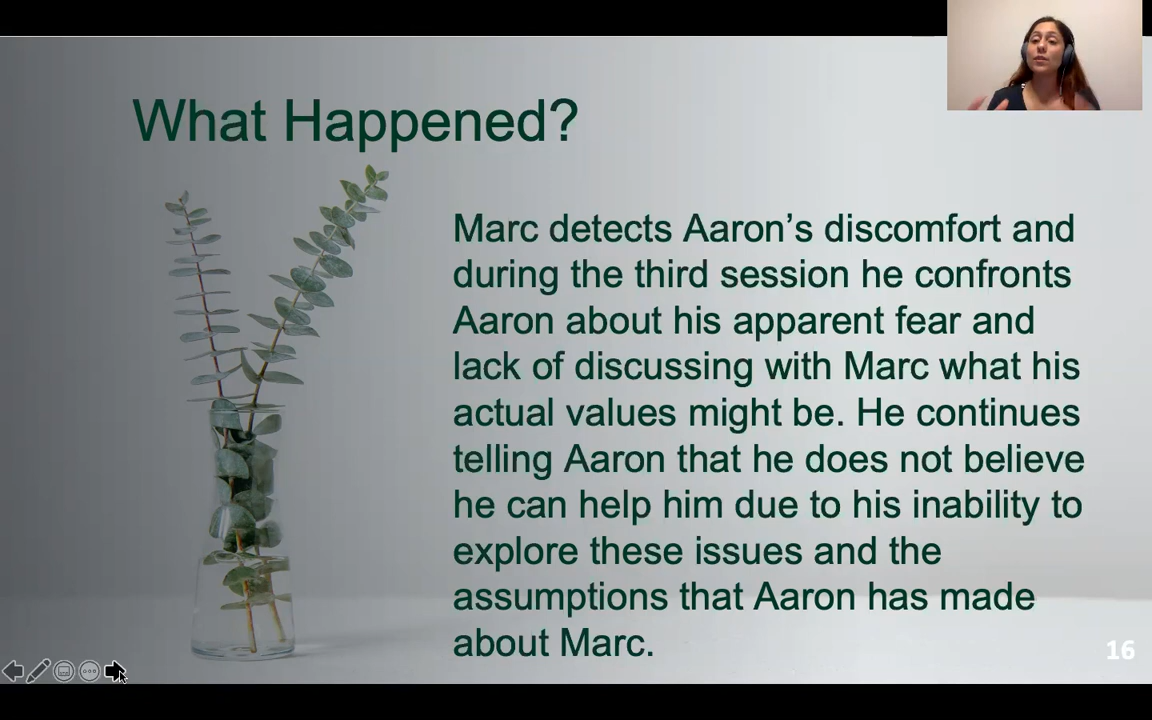 What Happened?
Marc detects Aaron’s discomfort and
during the third session he confronts
Aaron about his apparent fear and
lack of discussing with Marc what his
actual values might be. He continues
telling Aaron that he does not believe
he can help him due to his inability to
explore these issues and the
assumptions that Aaron has made
about Marc.
16